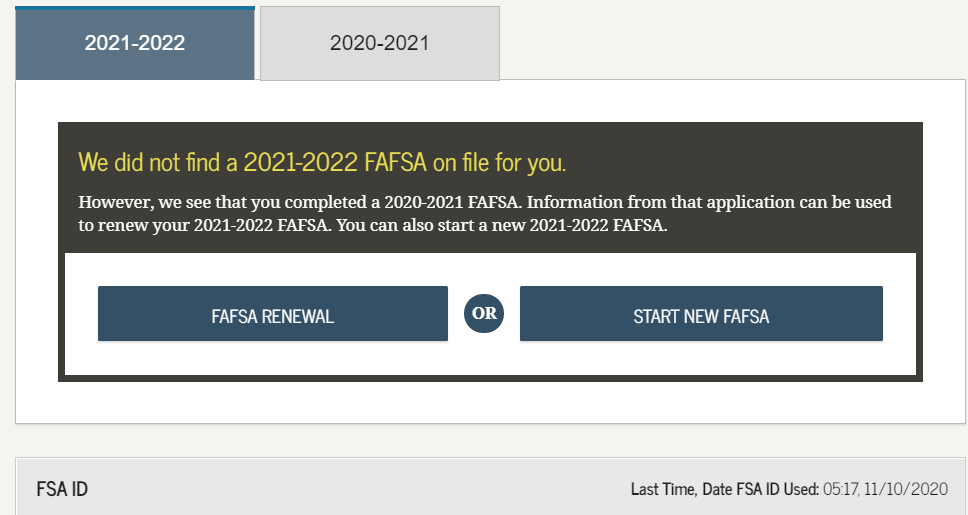 2021-2022
2020-2021
We did not find a 2021-2022 FAFSA on file for you.
However, we see that you completed a 2020-2021 FAFSA. Information from that application can be used
to renew your 2021-2022 FAFSA. You can also start a new 2021-2022 FAFSA.
FAFSA RENEWAL
OR
START NEW FAFSA
FSA ID
Last Time, Date FSA ID Used: 05:17, 11/10/2020